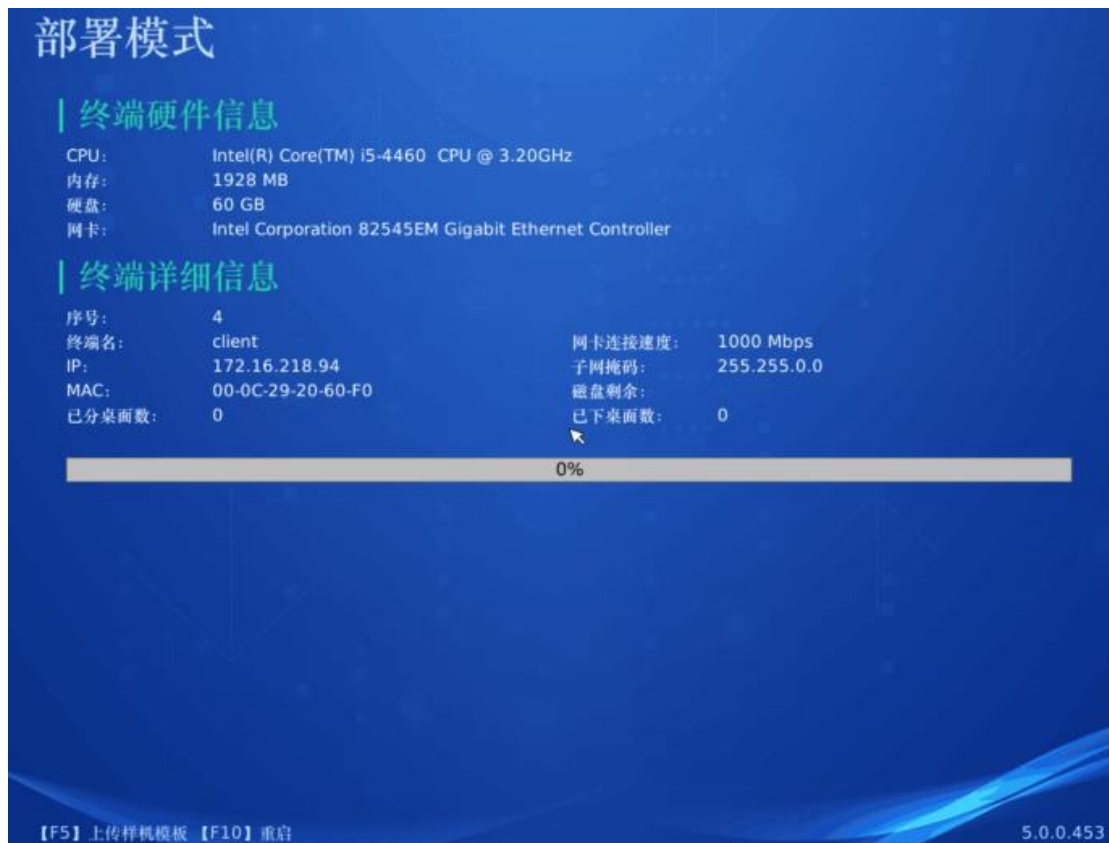 部署模式
终端硬件信息
CPU: Intel(R) Core(TM) i5-4460 CPU @ 3.20GHz
内存: 1928 MB
硬盘: 60 GB
网卡: Intel Corporation 82545EM Gigabit Ethernet Controller
终端详细信息
序号: 4
终端名: client 网卡连接速度: 1000 Mbps
IP: 172.16.218.94 子网掩码: 255.255.0.0
MAC: 00-0C-29-20-60-F0 磁盘剩余:
已分桌面数: 0 已下桌面数: 0
0%
【F5】上传样机模板 【F10】重启 5.0.0.453